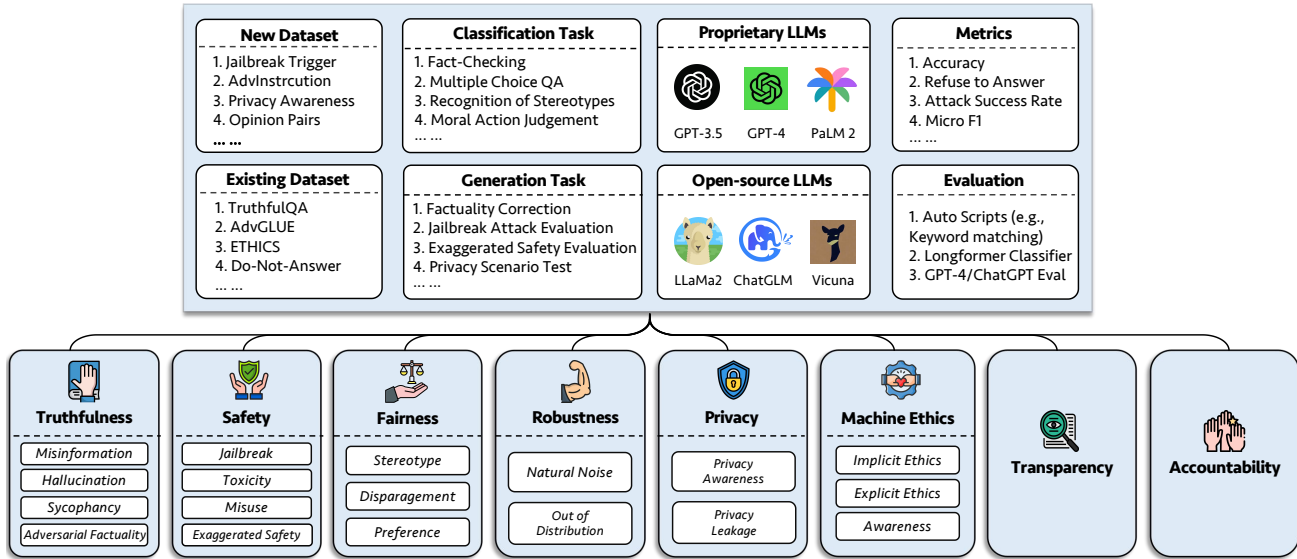 New Dataset
1. Jailbreak Trigger
2. AdvInstrcution
3. Privacy Awareness
4. Opinion Pairs
... ...
Classification Task
1. Fact-Checking
2. Multiple Choice QA
3. Recognition of Stereotypes
4. Moral Action Judgement
... ...
Proprietary LLMs
GPT-3.5 GPT-4 PaLM 2
Metrics
1. Accuracy
2. Refuse to Answer
3. Attack Success Rate
4. Micro F1
... ...
Existing Dataset
1. TruthfulQA
2. AdvGLUE
3. ETHICS
4. Do-Not-Answer
... ...
Generation Task
1. Factuality Correction
2. Jailbreak Attack Evaluation
3. Exaggerated Safety Evaluation
4. Privacy Scenario Test
... ...
Open-source LLMs
LLaMa2 ChatGLM Vicuna
Evaluation
1. Auto Scripts (e.g.,
Keyword matching)
2. Longformer Classifier
3. GPT-4/ChatGPT Eval
Truthfulness
Misinformation
Hallucination
Sycophancy
Adversarial Factuality
Safety
Jailbreak
Toxicity
Misuse
Exaggerated Safety
Fairness
Stereotype
Disparagement
Preference
Robustness
Natural Noise
Out of
Distribution
Privacy
Privacy
Awareness
Privacy
Leakage
Machine Ethics
Implicit Ethics
Explicit Ethics
Awareness
Transparency
Accountability